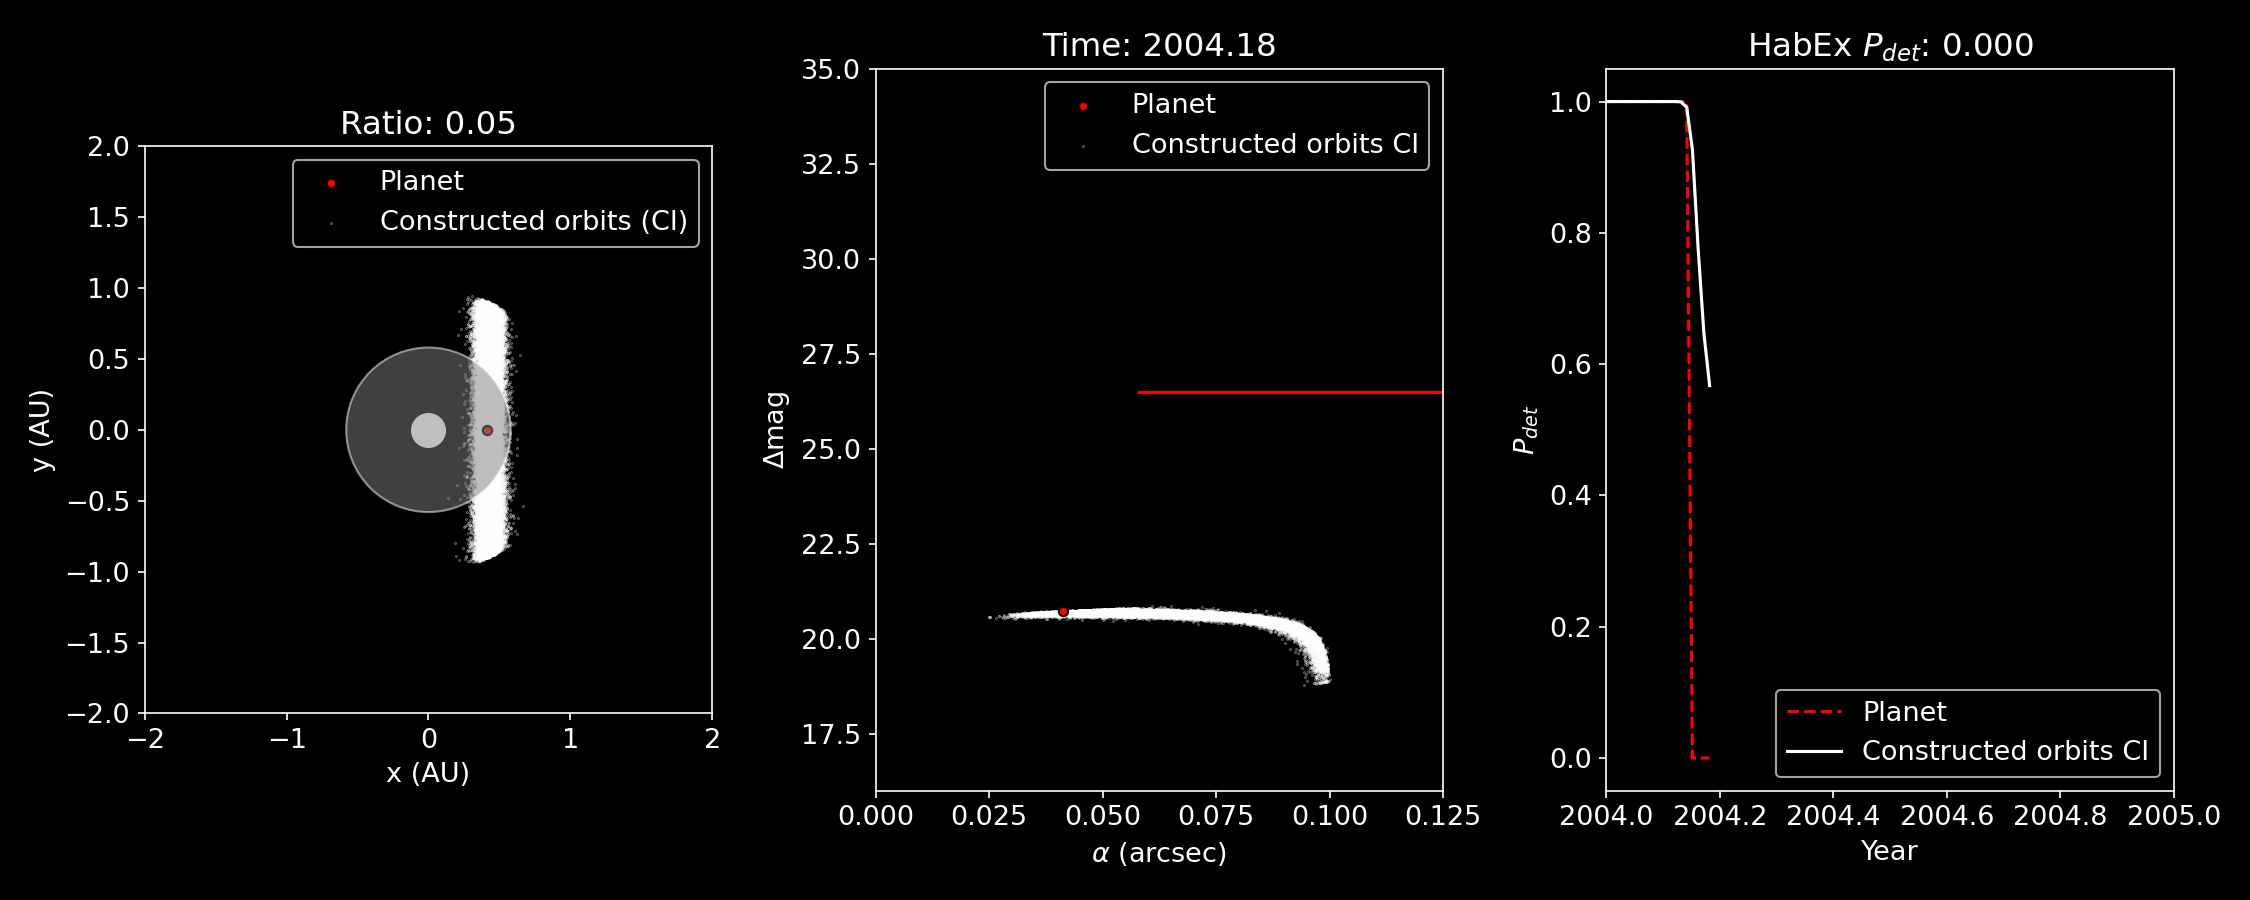 Ratio: 0.05
2.0
1.5
1.0
0.5
0.0
−0.5
−1.0
−1.5
−2.0
y (AU)
Planet
Constructed orbits (CI)
−2
−1
0
1
2
x (AU)
Time: 2004.18
35.0
32.5
30.0
27.5
25.0
22.5
20.0
17.5
Δmag
Planet
Constructed orbits CI
0.000
0.025
0.050
0.075
0.100
0.125
α (arcsec)
HabEx P_det: 0.000
1.0
0.8
0.6
0.4
0.2
0.0
P_det
Planet
Constructed orbits CI
2004.0
2004.2
2004.4
2004.6
2004.8
2005.0
Year